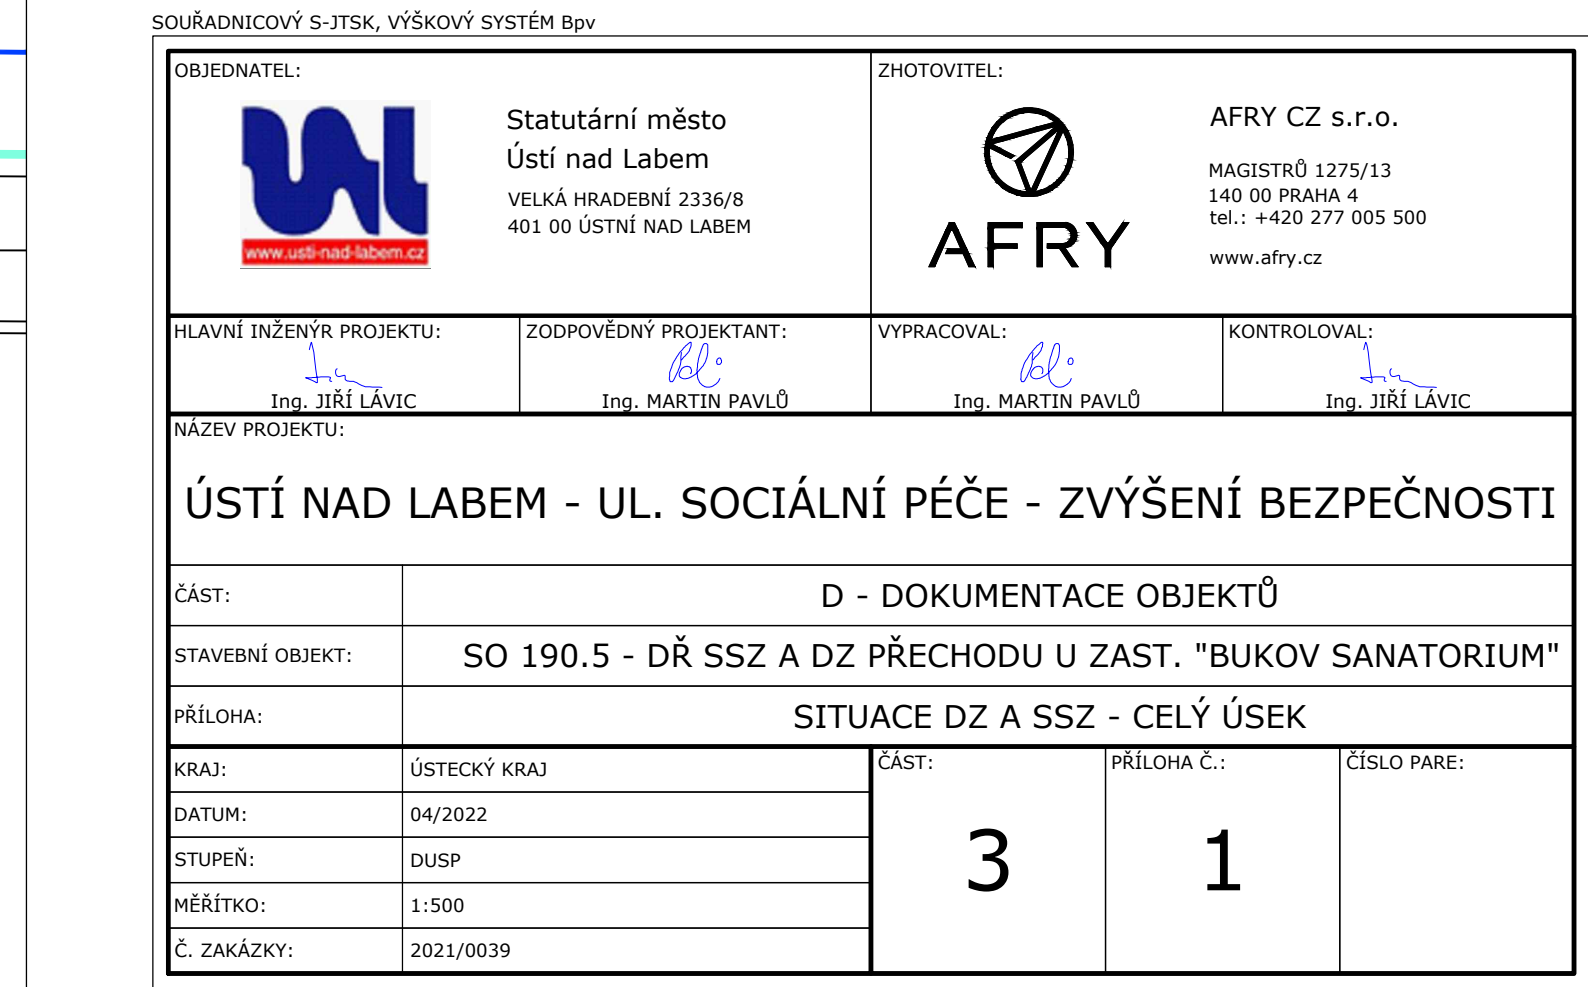 SOUŘADNICOVÝ S-JTSK, VÝŠKOVÝ SYSTÉM Bpv
OBJEDNATEL:
www.usti-nad-labem.cz
Statutární město
Ústí nad Labem
VELKÁ HRADEBNÍ 2336/8
401 00 ÚSTNÍ NAD LABEM
ZHOTOVITEL:
AFRY
AFRY CZ s.r.o.
MAGISTRŮ 1275/13
140 00 PRAHA 4
tel.: +420 277 005 500
www.afry.cz
HLAVNÍ INŽENÝR PROJEKTU:
Ing. JIŘÍ LÁVIC
ZODPOVĚDNÝ PROJEKTANT:
Ing. MARTIN PAVLŮ
VYPRACOVAL:
Ing. MARTIN PAVLŮ
KONTROLOVAL:
Ing. JIŘÍ LÁVIC
NÁZEV PROJEKTU:
ÚSTÍ NAD LABEM - UL. SOCIÁLNÍ PÉČE - ZVÝŠENÍ BEZPEČNOSTI
ČÁST:
D - DOKUMENTACE OBJEKTŮ
STAVEBNÍ OBJEKT:
SO 190.5 - DŘ SSZ A DZ PŘECHODU U ZAST. "BUKOV SANATORIUM"
PŘÍLOHA:
SITUACE DZ A SSZ - CELÝ ÚSEK
KRAJ:
ÚSTECKÝ KRAJ
DATUM:
04/2022
STUPEŇ:
DUSP
MĚŘÍTKO:
1:500
Č. ZAKÁZKY:
2021/0039
ČÁST:
3
PŘÍLOHA Č.:
1
ČÍSLO PARE: